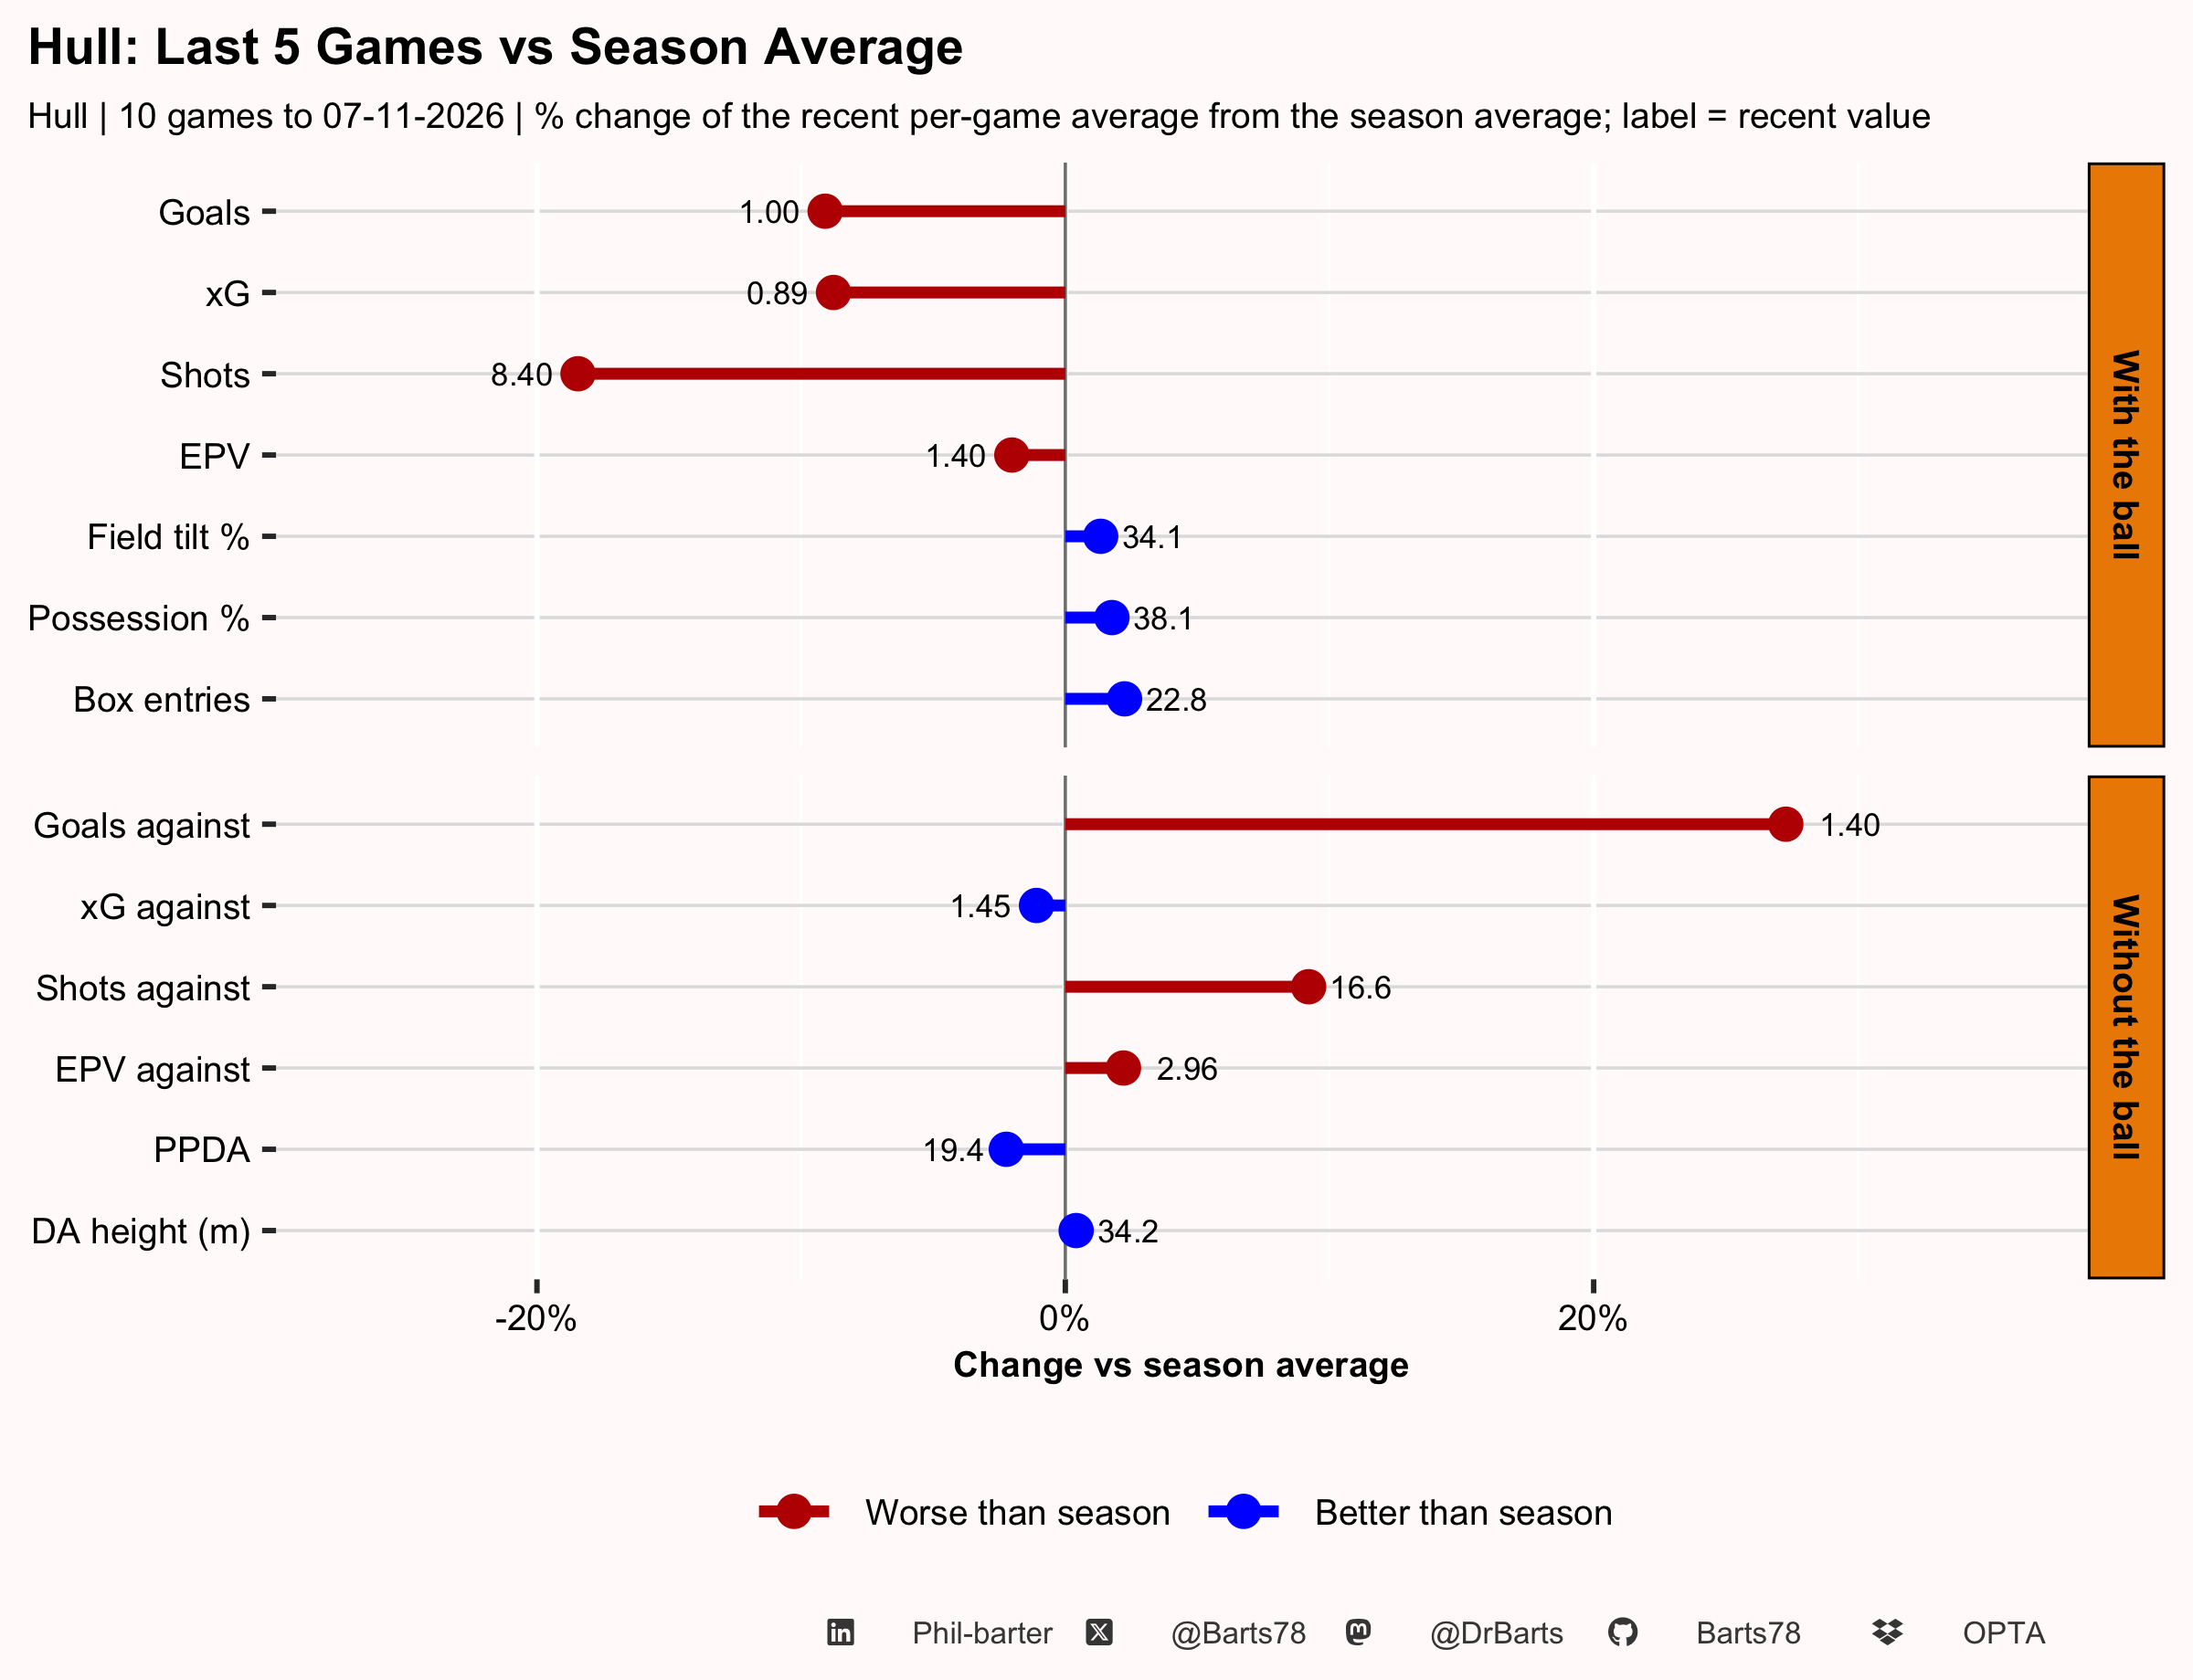 Hull: Last 5 Games vs Season Average
Hull | 10 games to 07-11-2026 | % change of the recent per-game average from the season average; label = recent value
With the ball
Goals 1.00
xG 0.89
Shots 8.40
EPV 1.40
Field tilt % 34.1
Possession % 38.1
Box entries 22.8
Without the ball
Goals against 1.40
xG against 1.45
Shots against 16.6
EPV against 2.96
PPDA 19.4
DA height (m) 34.2
-20% 0% 20%
Change vs season average
Worse than season Better than season
Phil-barter @Barts78 @DrBarts Barts78 OPTA